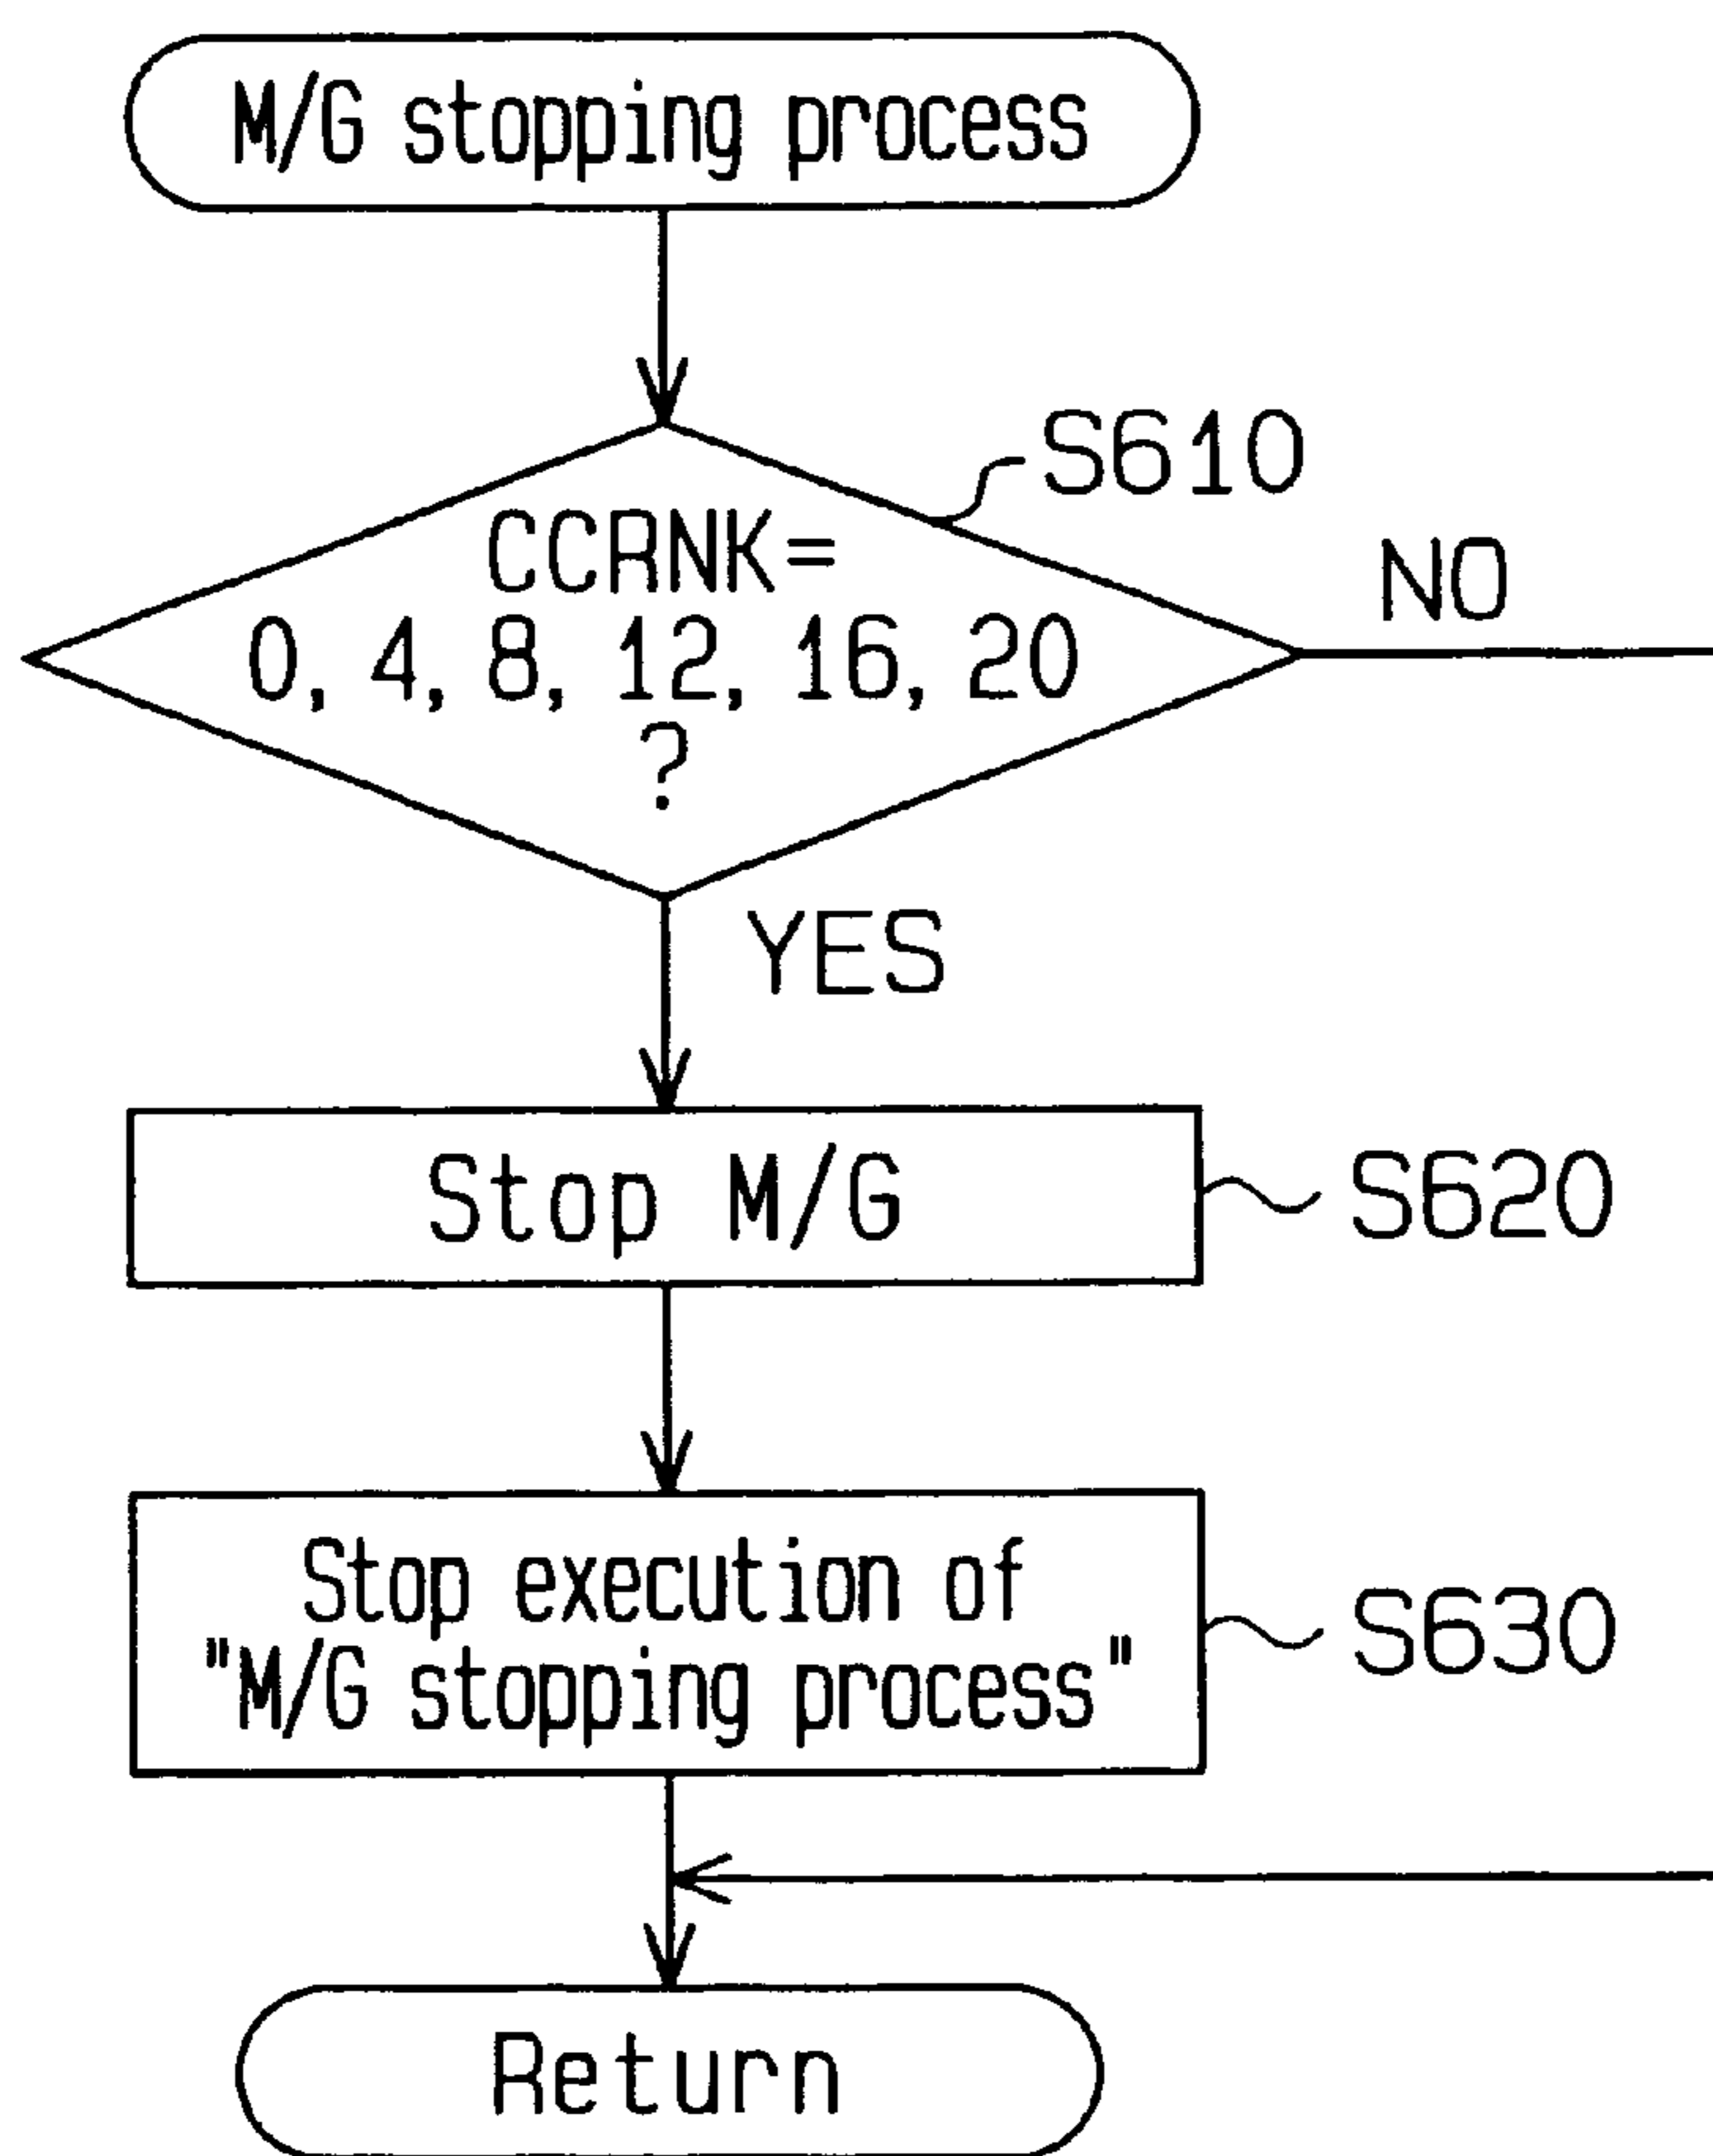 M/G stopping process
S610
CCRNK=
0, 4, 8, 12, 16, 20
?
NO
YES
Stop M/G
S620
Stop execution of
"M/G stopping process"
S630
Return